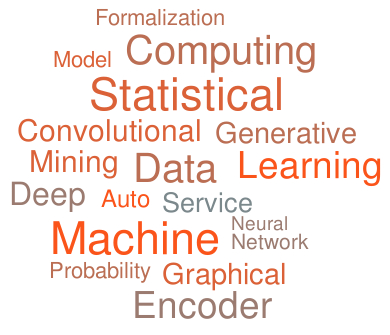 Formalization
Model Computing
Statistical
Convolutional Generative
Mining Data Learning
Deep Auto Service
Machine Neural
Network
Probability Graphical
Encoder